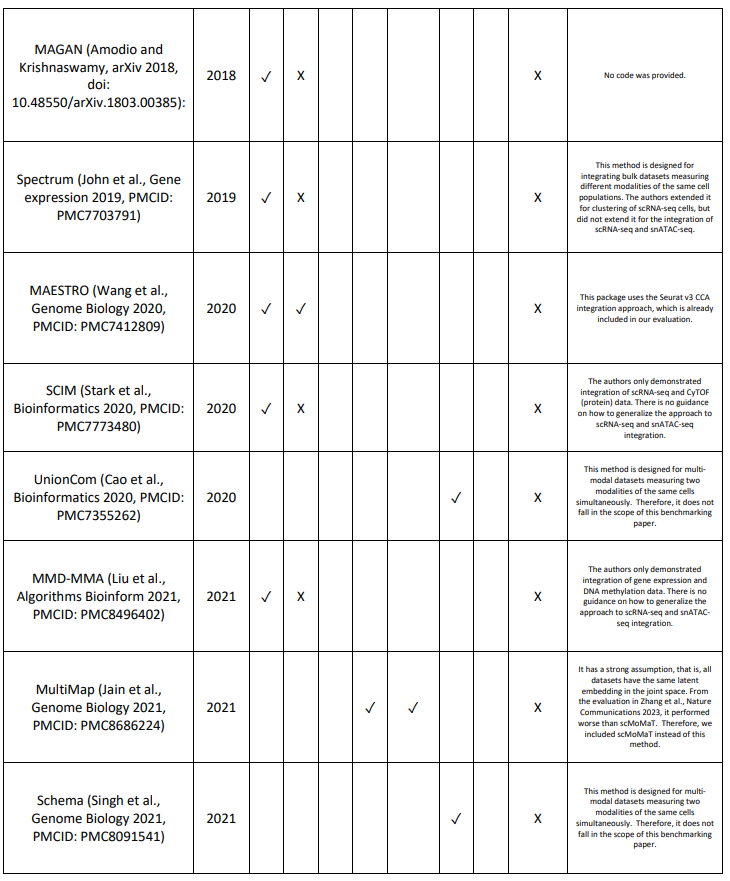 MAGAN (Amodio and
Krishnaswamy, arXiv 2018,
doi:
10.48550/arXiv.1803.00385):
2018
✓
X
X
No code was provided.
Spectrum (John et al., Gene
expression 2019, PMCID:
PMC7703791)
2019
✓
X
X
This method is designed for
integrating bulk datasets measuring
different modalities of the same cell
populations. The authors extended it
for clustering of scRNA-seq cells, but
did not extend it for the integration of
scRNA-seq and snATAC-seq.
MAESTRO (Wang et al.,
Genome Biology 2020,
PMCID: PMC7412809)
2020
✓
✓
X
This package uses the Seurat v3 CCA
integration approach, which is already
included in our evaluation.
SCIM (Stark et al.,
Bioinformatics 2020, PMCID:
PMC7773480)
2020
✓
X
X
The authors only demonstrated
integration of scRNA-seq and CyTOF
(protein) data. There is no guidance
on how to generalize the approach to
scRNA-seq and snATAC-seq
integration.
UnionCom (Cao et al.,
Bioinformatics 2020, PMCID:
PMC7355262)
2020
✓
X
This method is designed for multi-
modal datasets measuring two
modalities of the same cells
simultaneously.  Therefore, it does not
fall in the scope of this benchmarking
paper.
MMD-MMA (Liu et al.,
Algorithms Bioinform 2021,
PMCID: PMC8496402)
2021
✓
X
X
The authors only demonstrated
integration of gene expression and
DNA methylation data. There is no
guidance on how to generalize the
approach to scRNA-seq and snATAC-
seq integration.
MultiMap (Jain et al.,
Genome Biology 2021,
PMCID: PMC8686224)
2021
✓
✓
X
It has a strong assumption, that is, all
datasets have the same latent
embedding in the joint space. From
the evaluation in Zhang et al., Nature
Communications 2023, it performed
worse than scMoMaT.  Therefore, we
included scMoMaT instead of this
method.
Schema (Singh et al.,
Genome Biology 2021,
PMCID: PMC8091541)
2021
✓
X
This method is designed for multi-
modal datasets measuring two
modalities of the same cells
simultaneously.  Therefore, it does not
fall in the scope of this benchmarking
paper.